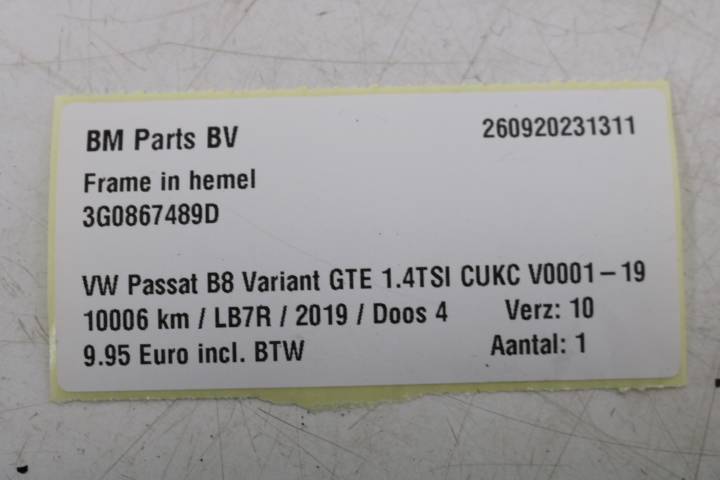 BM Parts BV 260920231311
Frame in hemel
3G0867489D
VW Passat B8 Variant GTE 1.4TSI CUKC V0001-19
10006 km / LB7R / 2019 / Doos 4 Verz: 10
9.95 Euro incl. BTW Aantal: 1